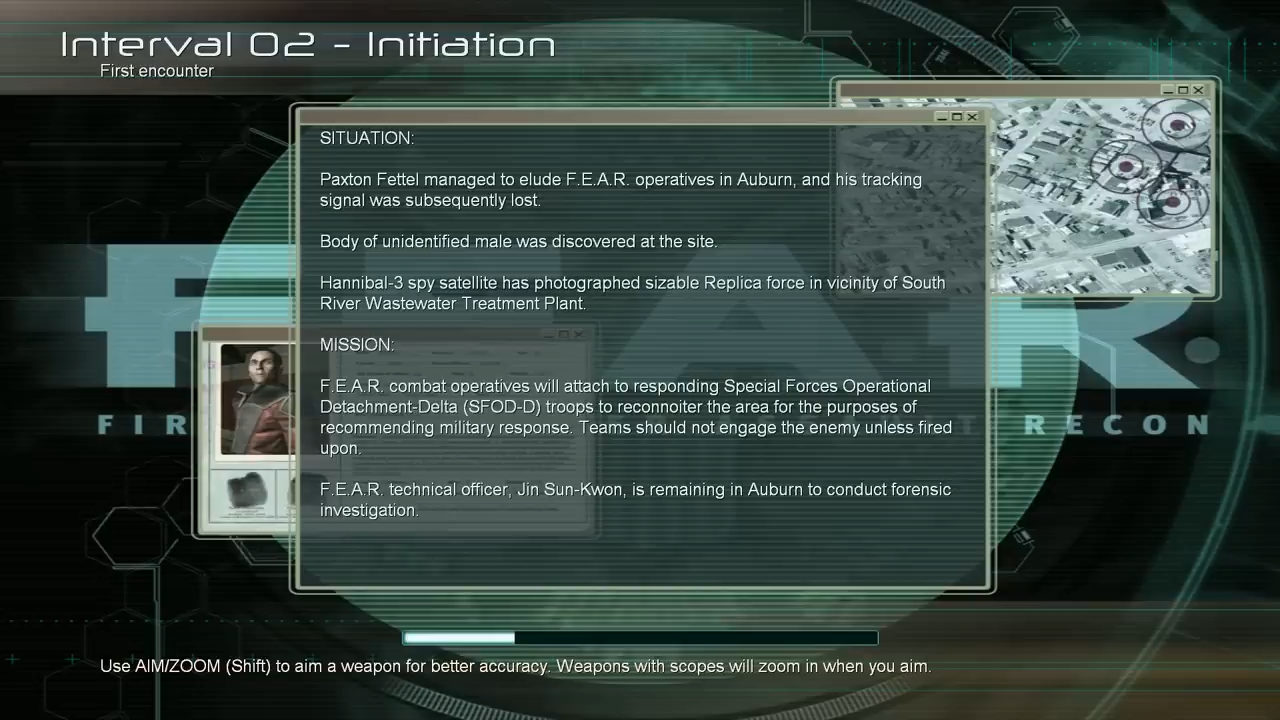 Interval 02 - Initiation
First encounter
SITUATION:
Paxton Fettel managed to elude F.E.A.R. operatives in Auburn, and his tracking
signal was subsequently lost.
Body of unidentified male was discovered at the site.
Hannibal-3 spy satellite has photographed sizable Replica force in vicinity of South
River Wastewater Treatment Plant.
MISSION:
F.E.A.R. combat operatives will attach to responding Special Forces Operational
Detachment-Delta (SFOD-D) troops to reconnoiter the area for the purposes of
recommending military response. Teams should not engage the enemy unless fired
upon.
F.E.A.R. technical officer, Jin Sun-Kwon, is remaining in Auburn to conduct forensic
investigation.
RECON
Use AIM/ZOOM (Shift) to aim a weapon for better accuracy. Weapons with scopes will zoom in when you aim.